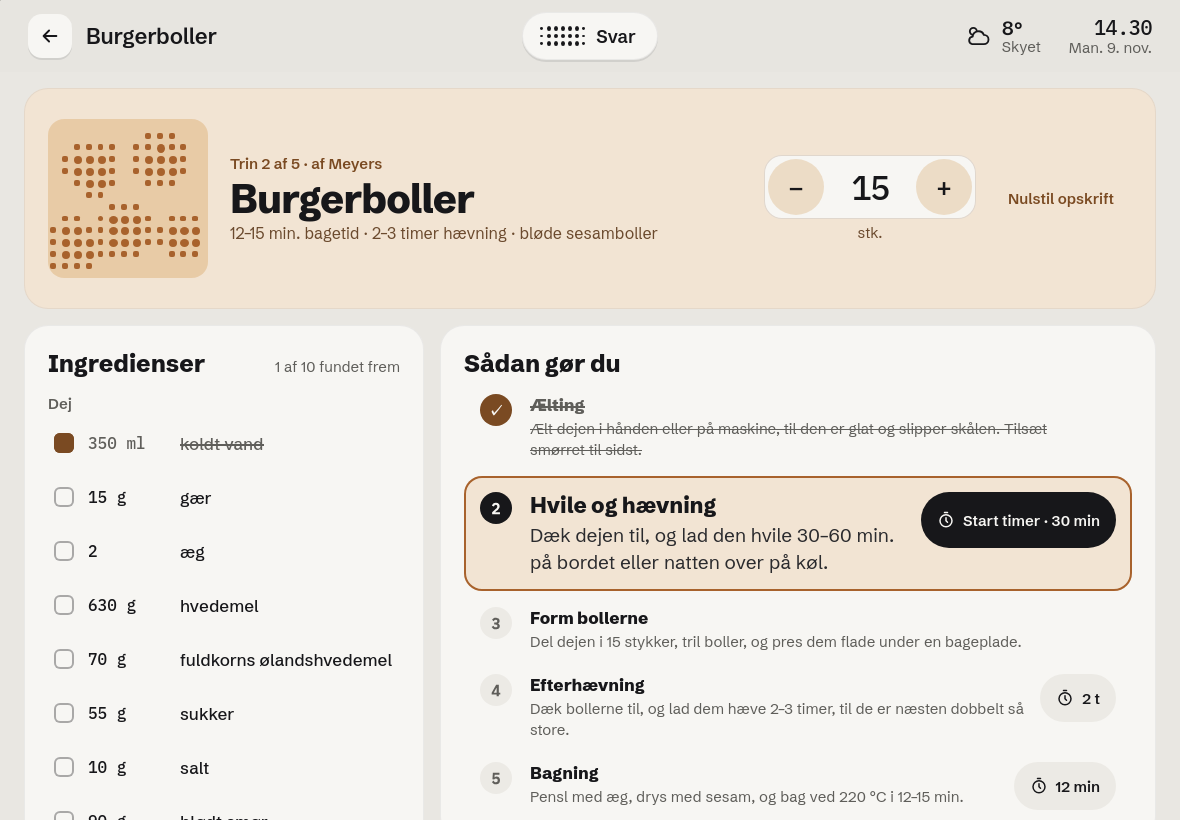 Burgerboller
Svar
8°
Skyet
14.30
Man. 9. nov.
Trin 2 af 5 · af Meyers
Burgerboller
12–15 min. bagetid · 2–3 timer hævning · bløde sesamboller
− 15 +
stk.
Nulstil opskrift
Ingredienser
1 af 10 fundet frem
Dej
350 ml koldt vand
15 g gær
2 æg
630 g hvedemel
70 g fuldkorns ølandshvedemel
55 g sukker
10 g salt
Sådan gør du
✓ Ælting
Ælt dejen i hånden eller på maskine, til den er glat og slipper skålen. Tilsæt
smørret til sidst.
2 Hvile og hævning
Dæk dejen til, og lad den hvile 30–60 min.
på bordet eller natten over på køl.
Start timer · 30 min
3 Form bollerne
Del dejen i 15 stykker, tril boller, og pres dem flade under en bageplade.
4 Efterhævning
Dæk bollerne til, og lad dem hæve 2–3 timer, til de er næsten dobbelt så
store.
2 t
5 Bagning
Pensl med æg, drys med sesam, og bag ved 220 °C i 12–15 min.
12 min